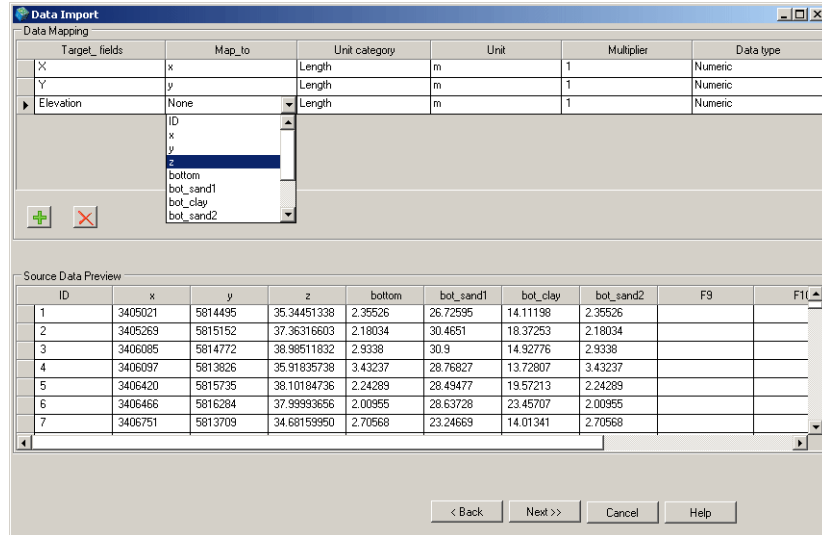 Data Import
Data Mapping
Target_ fields Map_to Unit category Unit Multiplier Data type
X x Length m 1 Numeric
Y y Length m 1 Numeric
Elevation None Length m 1 Numeric
ID
x
y
z
bottom
bot_sand1
bot_clay
bot_sand2
Source Data Preview
ID x y z bottom bot_sand1 bot_clay bot_sand2 F9 F10
1 3405021 5814495 35.34451338 2.35526 26.72595 14.11198 2.35526
2 3405269 5815152 37.36316603 2.18034 30.4651 18.37253 2.18034
3 3406085 5814772 38.98511832 2.9338 30.9 14.92776 2.9338
4 3406097 5813826 35.91835738 3.43237 28.76827 13.72807 3.43237
5 3406420 5815735 38.10184736 2.24289 28.49477 19.57213 2.24289
6 3406466 5816284 37.99993656 2.00955 28.63728 23.45707 2.00955
7 3406751 5813709 34.68159950 2.70568 23.24669 14.01341 2.70568
< Back Next >> Cancel Help